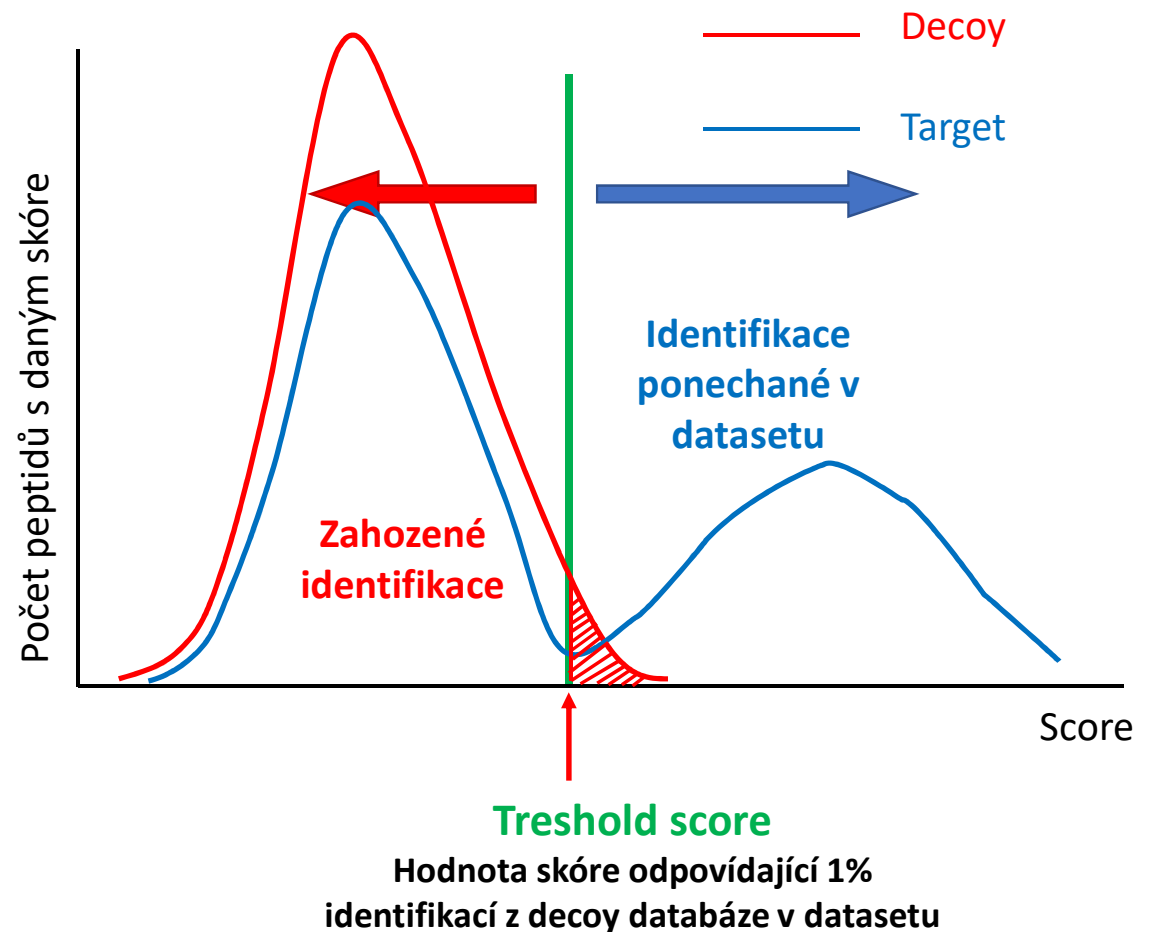 Decoy
Target
Počet peptidů s daným skóre
Identifikace
ponechané v
datasetu
Zahozené
identifikace
Score
Treshold score
Hodnota skóre odpovídající 1%
identifikací z decoy databáze v datasetu